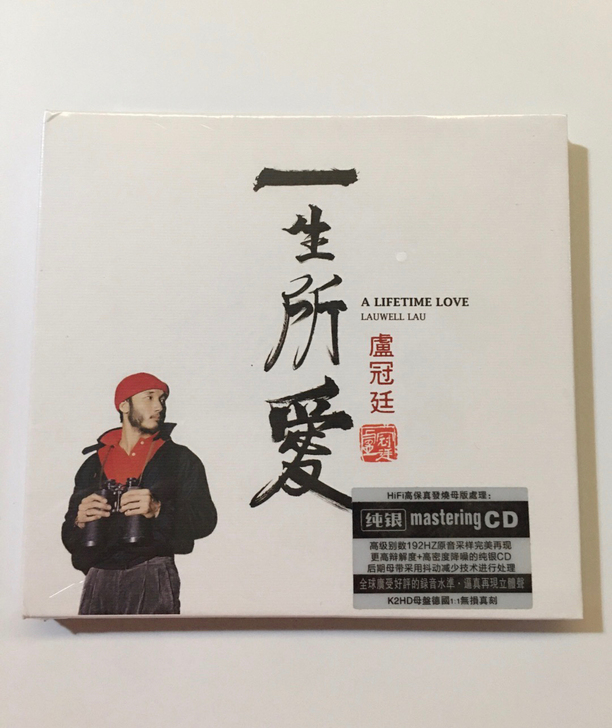 一生所愛
A LIFETIME LOVE
LAUWELL LAU
盧冠廷
HiFi高保真發燒母版處理：
纯银 mastering CD
高级别数192HZ原音采样完美再现
更高辩解度+高密度降噪的纯银CD
后期母带采用抖动减少技术进行处理
全球廣受好評的錄音水準·逼真再現立體聲
K2HD母盤德國1:1無損真刻